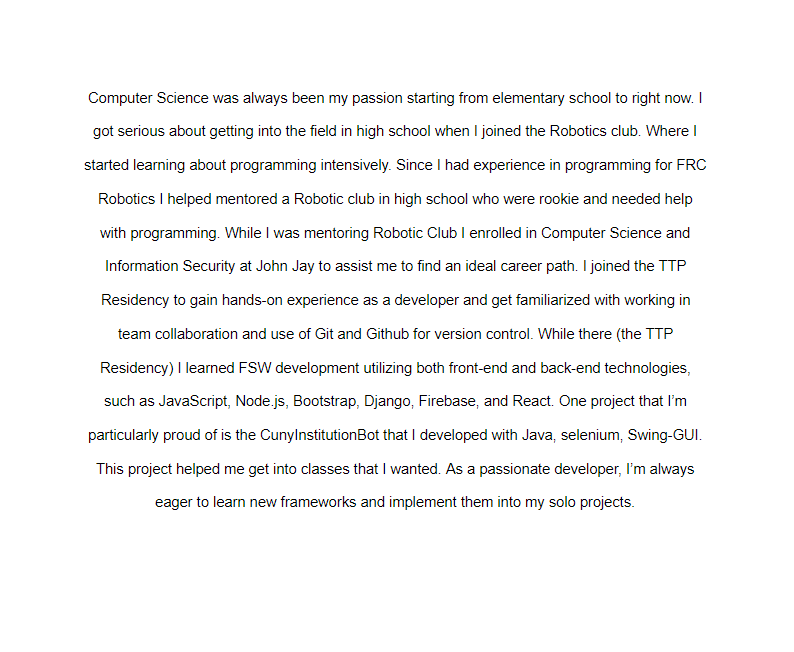 Computer Science was always been my passion starting from elementary school to right now. I
got serious about getting into the field in high school when I joined the Robotics club. Where I
started learning about programming intensively. Since I had experience in programming for FRC
Robotics I helped mentored a Robotic club in high school who were rookie and needed help
with programming. While I was mentoring Robotic Club I enrolled in Computer Science and
Information Security at John Jay to assist me to find an ideal career path. I joined the TTP
Residency to gain hands-on experience as a developer and get familiarized with working in
team collaboration and use of Git and Github for version control. While there (the TTP
Residency) I learned FSW development utilizing both front-end and back-end technologies,
such as JavaScript, Node.js, Bootstrap, Django, Firebase, and React. One project that I’m
particularly proud of is the CunyInstitutionBot that I developed with Java, selenium, Swing-GUI.
This project helped me get into classes that I wanted. As a passionate developer, I’m always
eager to learn new frameworks and implement them into my solo projects.